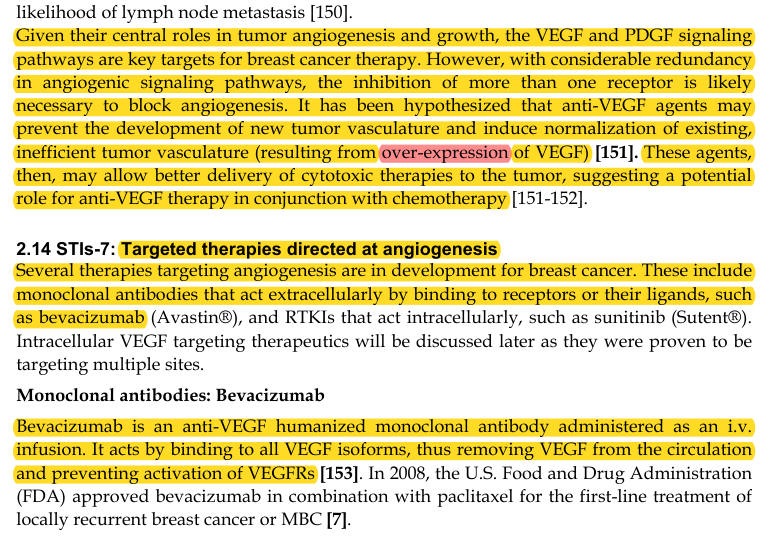 likelihood of lymph node metastasis [150].
Given their central roles in tumor angiogenesis and growth, the VEGF and PDGF signaling
pathways are key targets for breast cancer therapy. However, with considerable redundancy
in angiogenic signaling pathways, the inhibition of more than one receptor is likely
necessary to block angiogenesis. It has been hypothesized that anti-VEGF agents may
prevent the development of new tumor vasculature and induce normalization of existing,
inefficient tumor vasculature (resulting from over-expression of VEGF) [151]. These agents,
then, may allow better delivery of cytotoxic therapies to the tumor, suggesting a potential
role for anti-VEGF therapy in conjunction with chemotherapy [151-152].
2.14 STIs-7: Targeted therapies directed at angiogenesis
Several therapies targeting angiogenesis are in development for breast cancer. These include
monoclonal antibodies that act extracellularly by binding to receptors or their ligands, such
as bevacizumab (Avastin®), and RTKIs that act intracellularly, such as sunitinib (Sutent®).
Intracellular VEGF targeting therapeutics will be discussed later as they were proven to be
targeting multiple sites.
Monoclonal antibodies: Bevacizumab
Bevacizumab is an anti-VEGF humanized monoclonal antibody administered as an i.v.
infusion. It acts by binding to all VEGF isoforms, thus removing VEGF from the circulation
and preventing activation of VEGFRs [153]. In 2008, the U.S. Food and Drug Administration
(FDA) approved bevacizumab in combination with paclitaxel for the first-line treatment of
locally recurrent breast cancer or MBC [7].